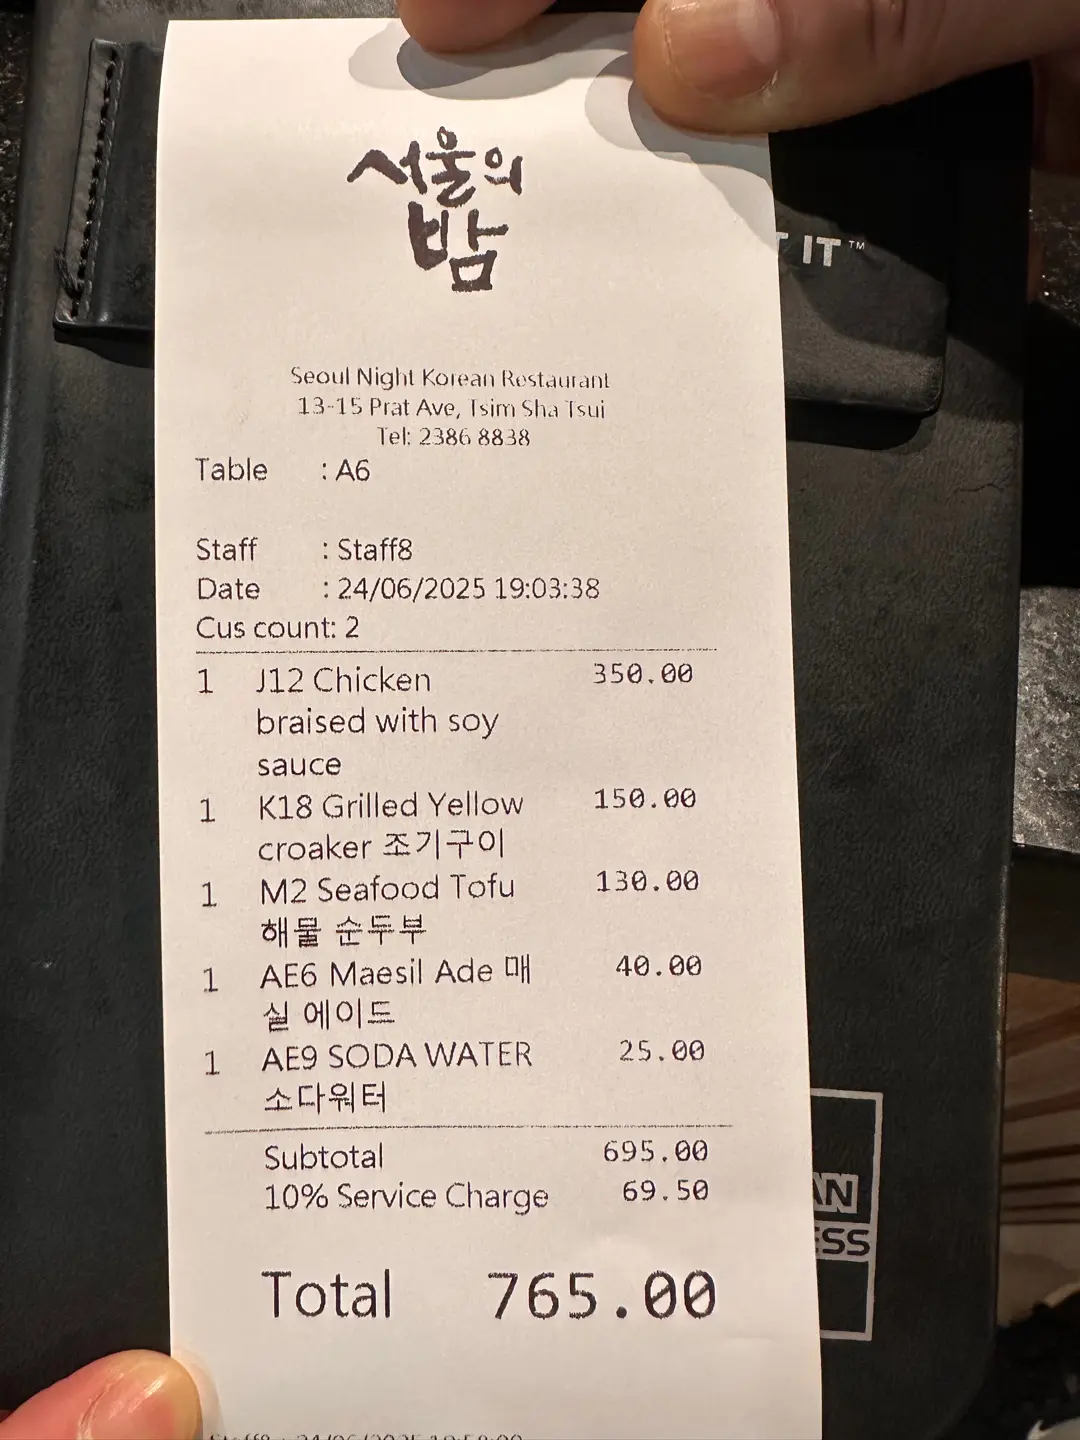 서울의
밤
T IT™
Seoul Night Korean Restaurant
13-15 Prat Ave, Tsim Sha Tsui
Tel: 2386 8838
Table : A6
Staff : Staff8
Date : 24/06/2025 19:03:38
Cus count: 2
1 J12 Chicken 350.00
braised with soy
sauce
1 K18 Grilled Yellow 150.00
croaker 조기구이
1 M2 Seafood Tofu 130.00
해물 순두부
1 AE6 Maesil Ade 매 40.00
실 에이드
1 AE9 SODA WATER 25.00
소다워터
Subtotal 695.00
10% Service Charge 69.50
AN
ESS
Total 765.00